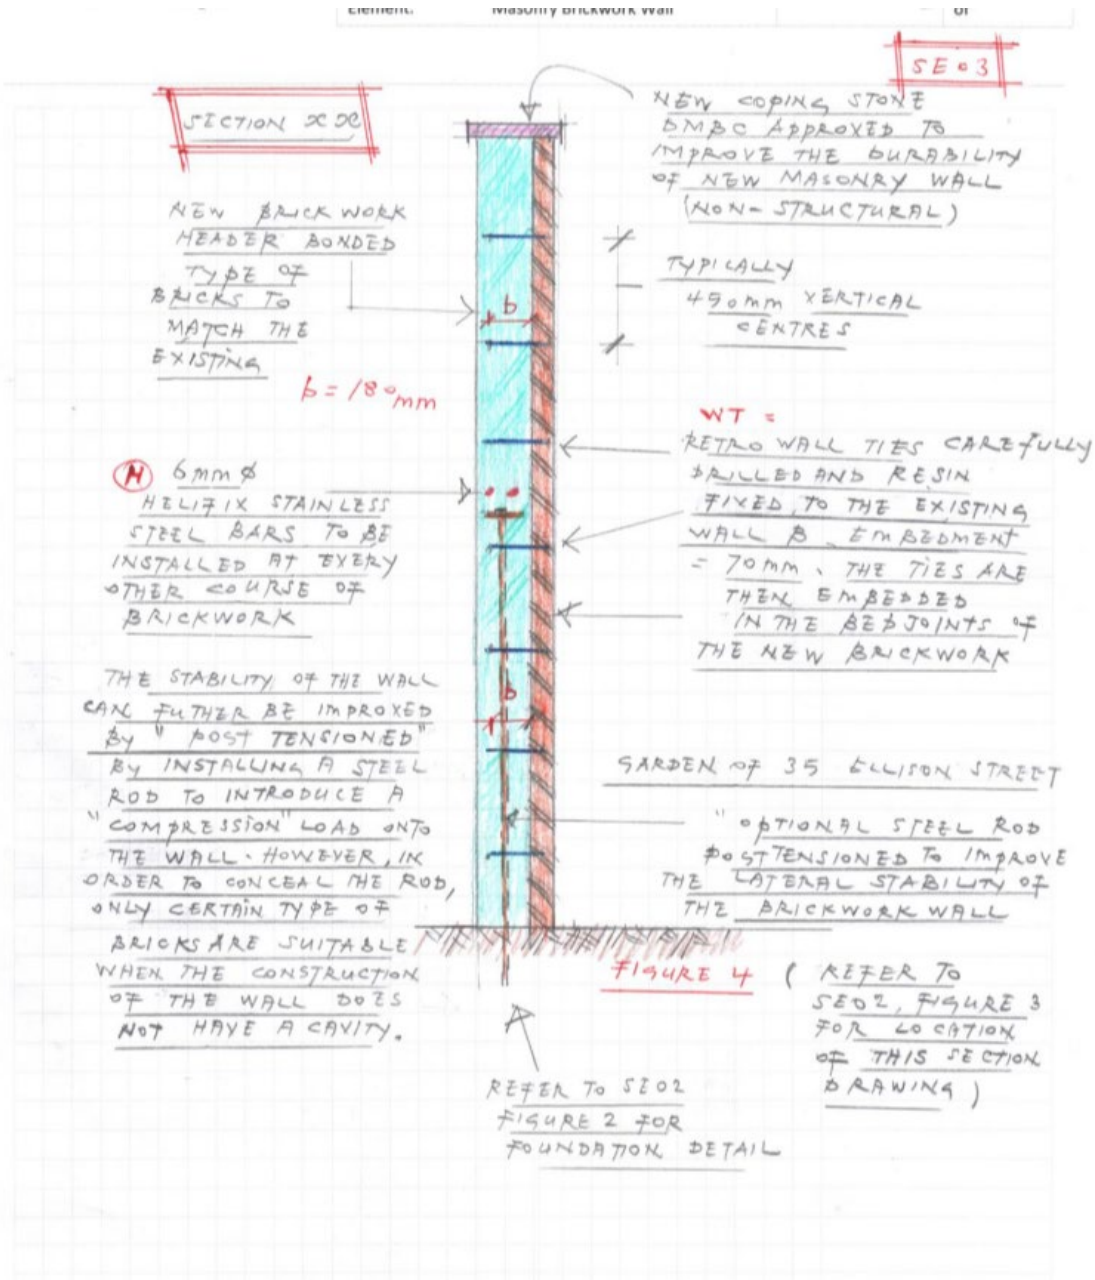 Element:
Masonry Brickwork Wall
of
SE03
SECTION XX
NEW COPING STONE
DMBC APPROVED TO
IMPROVE THE DURABILITY
OF NEW MASONRY WALL
(NON-STRUCTURAL)
NEW BRICKWORK
HEADER BONDED
TYPE OF
BRICKS TO
MATCH THE
EXISTING
TYPICALLY
450mm VERTICAL
CENTRES
b
b = 180mm
WT =
RETRO WALL TIES CAREFULLY
DRILLED AND RESIN
FIXED TO THE EXISTING
WALL B. EMBEDMENT
= 70mm. THE TIES ARE
THEN EMBEDDED
IN THE BED JOINTS OF
THE NEW BRICKWORK
H 6mm ø
HELIFIX STAINLESS
STEEL BARS TO BE
INSTALLED AT EVERY
OTHER COURSE OF
BRICKWORK
THE STABILITY OF THE WALL
CAN FUTHER BE IMPROVED
BY "POST TENSIONED"
BY INSTALLING A STEEL
ROD TO INTRODUCE A
"COMPRESSION" LOAD ONTO
THE WALL. HOWEVER, IN
ORDER TO CONCEAL THE ROD,
ONLY CERTAIN TYPE OF
BRICKS ARE SUITABLE
WHEN THE CONSTRUCTION
OF THE WALL DOES
NOT HAVE A CAVITY.
b
GARDEN OF 35 ELLISON STREET
"OPTIONAL STEEL ROD
POST TENSIONED TO IMPROVE
THE LATERAL STABILITY OF
THE BRICKWORK WALL
FIGURE 4 (REFER TO
SE02, FIGURE 3
FOR LOCATION
OF THIS SECTION
DRAWING)
REFER TO SE02
FIGURE 2 FOR
FOUNDATION DETAIL